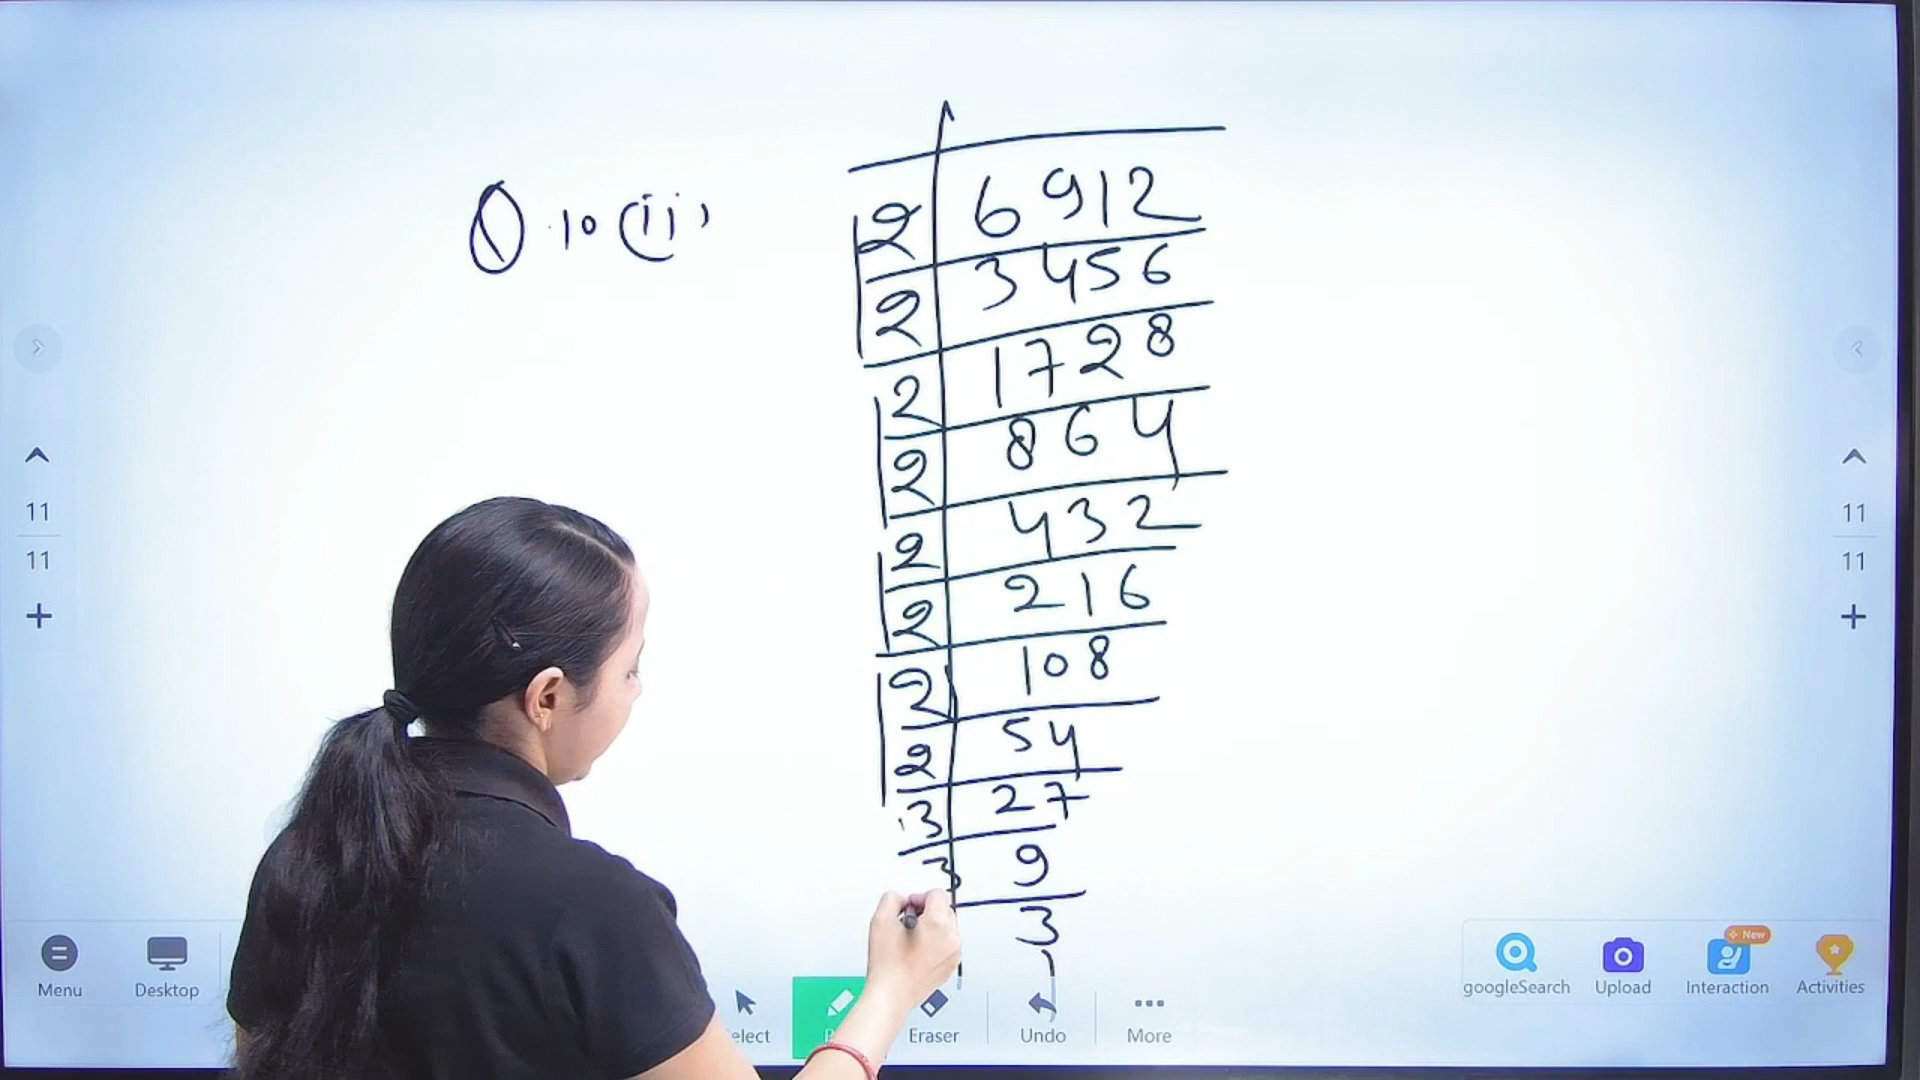 Q.10 (ii)
2 6912
2 3456
2 1728
2 864
2 432
2 216
2 108
2 54
3 27
3 9
3
1
11
11
11
11
Menu
Desktop
elect
Eraser
Undo
More
googleSearch
Upload
New
Interaction
Activities